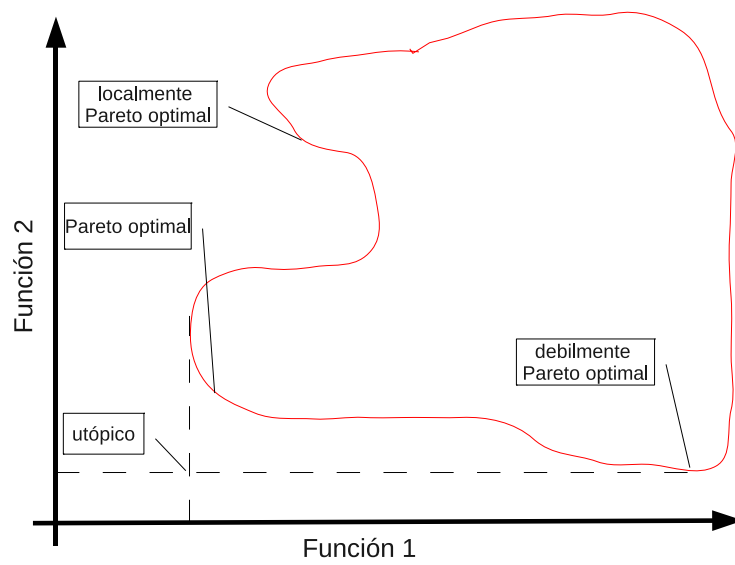 localmente
Pareto optimal
Pareto optimal
Función 2
debilmente
Pareto optimal
utópico
Función 1